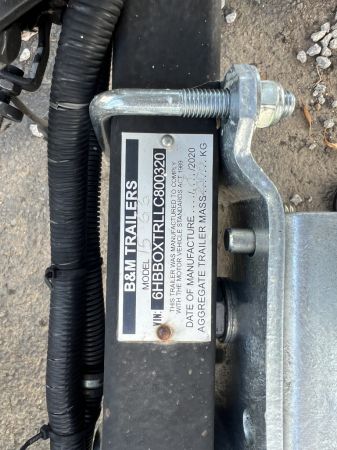 B&M TRAILERS
MODEL
VIN: 6HBBOXTRLLC800320
THIS TRAILER WAS MANUFACTURED TO COMPLY
WITH THE MOTOR VEHICLE STANDARDS ACT 1989
DATE OF MANUFACTURE....../....../2020
AGGREGATE TRAILER MASS.............KG